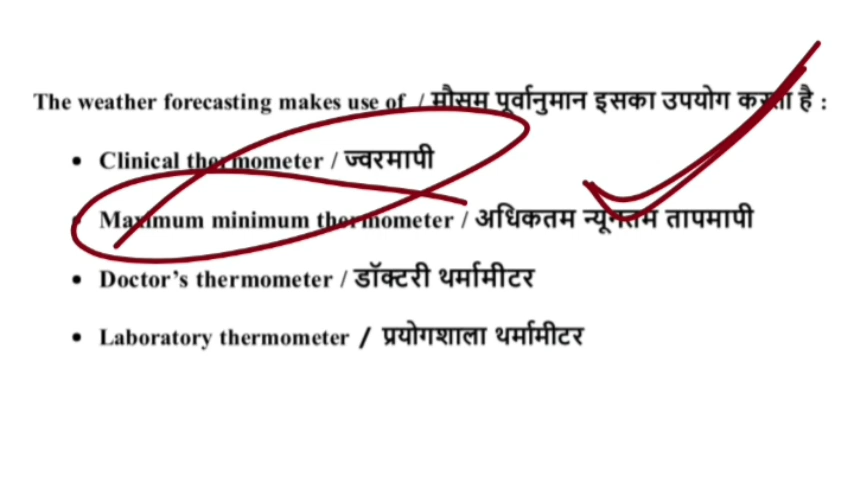 The weather forecasting makes use of / मौसम पूर्वानुमान इसका उपयोग करता है :
• Clinical thermometer / ज्वरमापी
• Maximum minimum thermometer / अधिकतम न्यूनतम तापमापी
• Doctor's thermometer / डॉक्टरी थर्मामीटर
• Laboratory thermometer / प्रयोगशाला थर्मामीटर